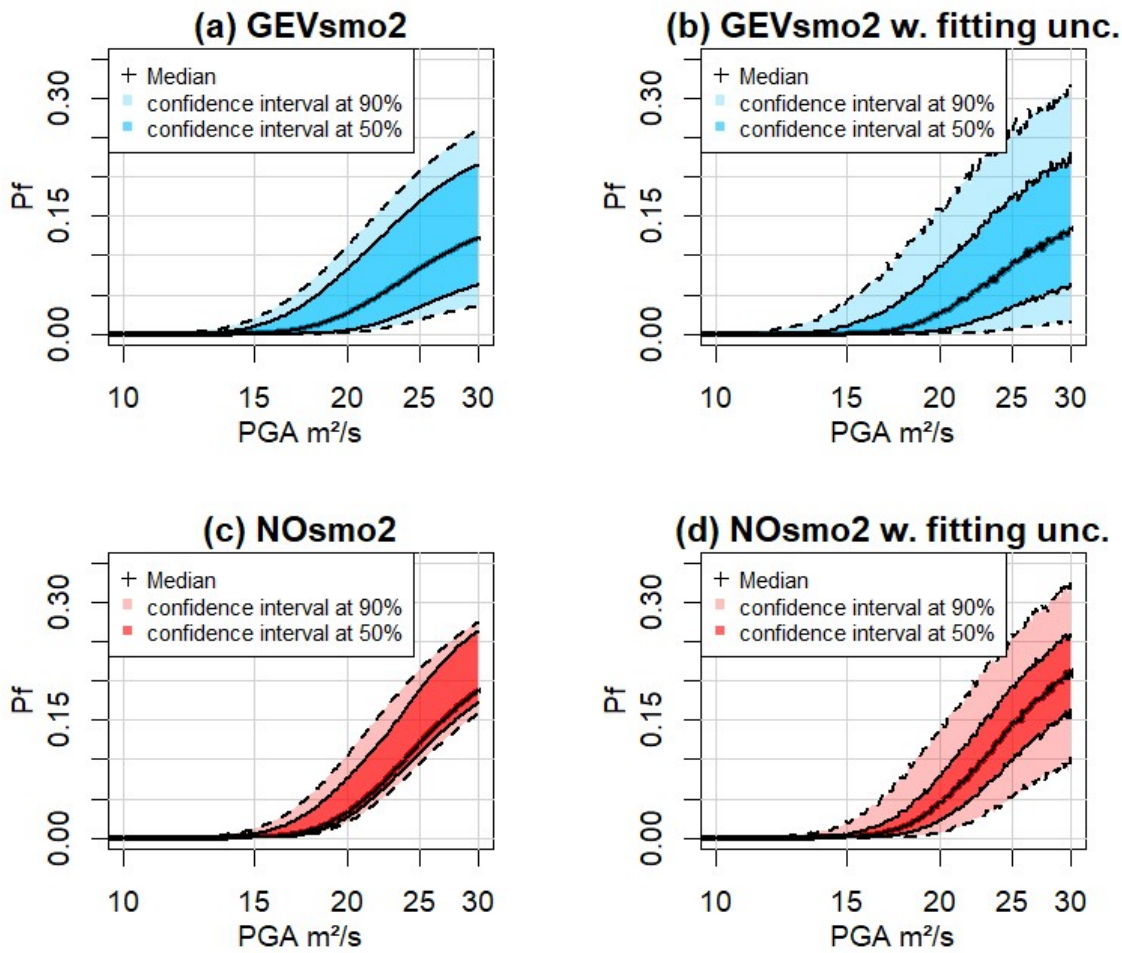 (a) GEVsmo2
+ Median
confidence interval at 90%
confidence interval at 50%
Pf
0.30
0.15
0.00
10 15 20 25 30
PGA m²/s
(b) GEVsmo2 w. fitting unc.
+ Median
confidence interval at 90%
confidence interval at 50%
Pf
0.30
0.15
0.00
10 15 20 25 30
PGA m²/s
(c) NOsmo2
+ Median
confidence interval at 90%
confidence interval at 50%
Pf
0.30
0.15
0.00
10 15 20 25 30
PGA m²/s
(d) NOsmo2 w. fitting unc.
+ Median
confidence interval at 90%
confidence interval at 50%
Pf
0.30
0.15
0.00
10 15 20 25 30
PGA m²/s